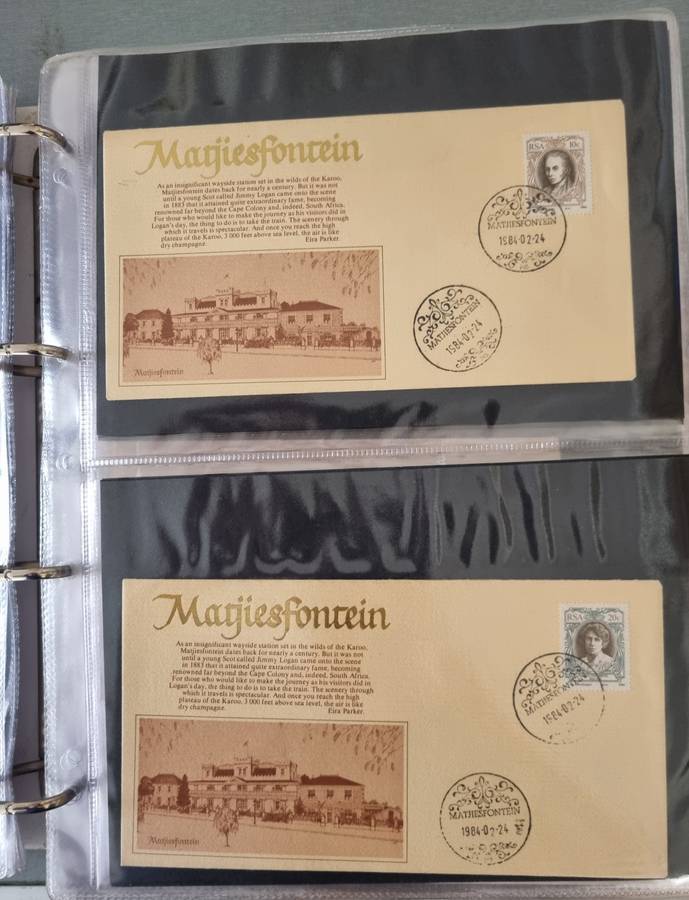 Matjiesfontein
As an insignificant wayside station set in the wilds of the Karoo,
Matjiesfontein dates back for nearly a century. But it was not
until a young Scot called Jimmy Logan came onto the scene
in 1883 that it attained quite extraordinary fame, becoming
renowned far beyond the Cape Colony and, indeed, South Africa.
For those who would like to make the journey as his visitors did in
Logan's day, the thing to do is to take the train. The scenery through
which it travels is spectacular. And once you reach the high
plateau of the Karoo, 3 000 feet above sea level, the air is like
dry champagne. Eira Parker.
RSA 10c
MATJIESFONTEIN
1984-02-24
MATJIESFONTEIN
1984-02-24
Matjiesfontein
Matjiesfontein
As an insignificant wayside station set in the wilds of the Karoo,
Matjiesfontein dates back for nearly a century. But it was not
until a young Scot called Jimmy Logan came onto the scene
in 1883 that it attained quite extraordinary fame, becoming
renowned far beyond the Cape Colony and, indeed, South Africa.
For those who would like to make the journey as his visitors did in
Logan's day, the thing to do is to take the train. The scenery through
which it travels is spectacular. And once you reach the high
plateau of the Karoo, 3 000 feet above sea level, the air is like
dry champagne. Eira Parker.
RSA 20c
MATJIESFONTEIN
1984-02-24
MATJIESFONTEIN
1984-02-24
Matjiesfontein